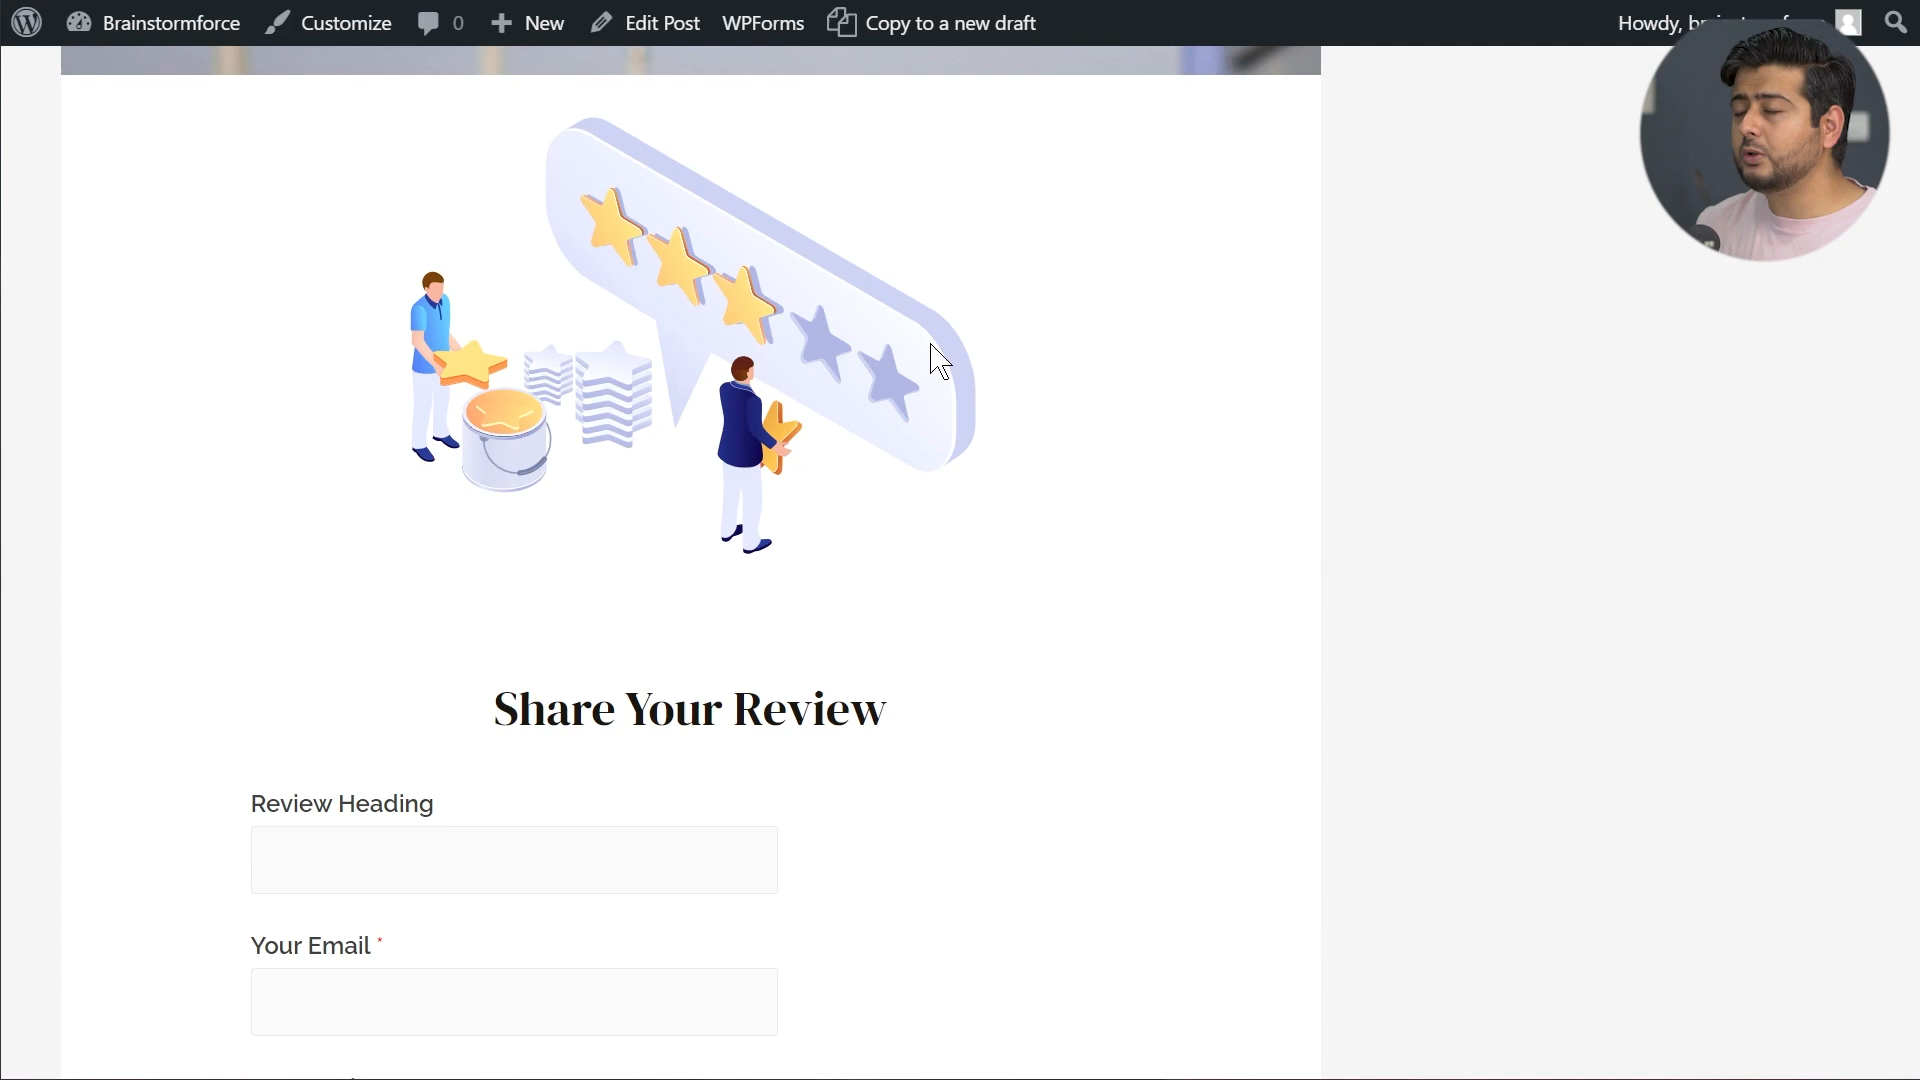 Brainstormforce Customize 0 New Edit Post WPForms Copy to a new draft Howdy,
Share Your Review
Review Heading
Your Email *